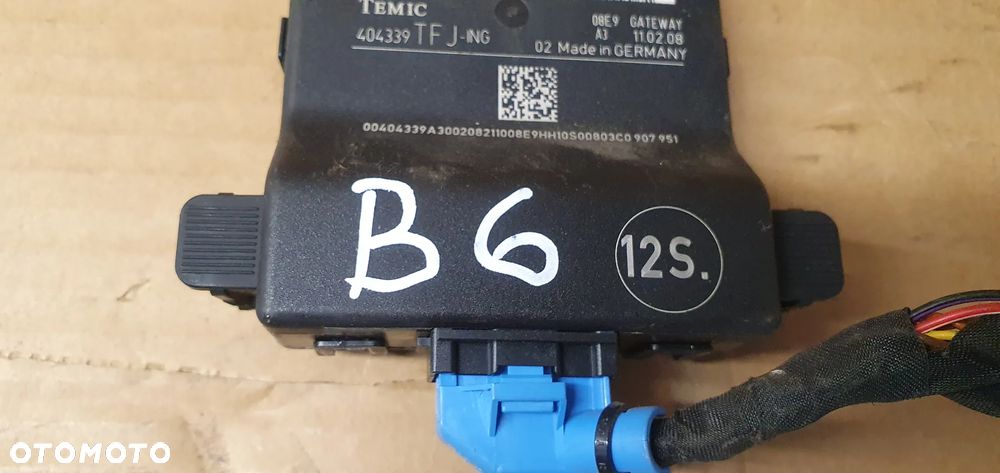 TEMIC
404339 TFJ-ING
08E9 GATEWAY
A3 11.02.08
02 Made in GERMANY
00404339A300208211008E9HH10S00803C0 907 951
B6
12S.
OTOMOTO